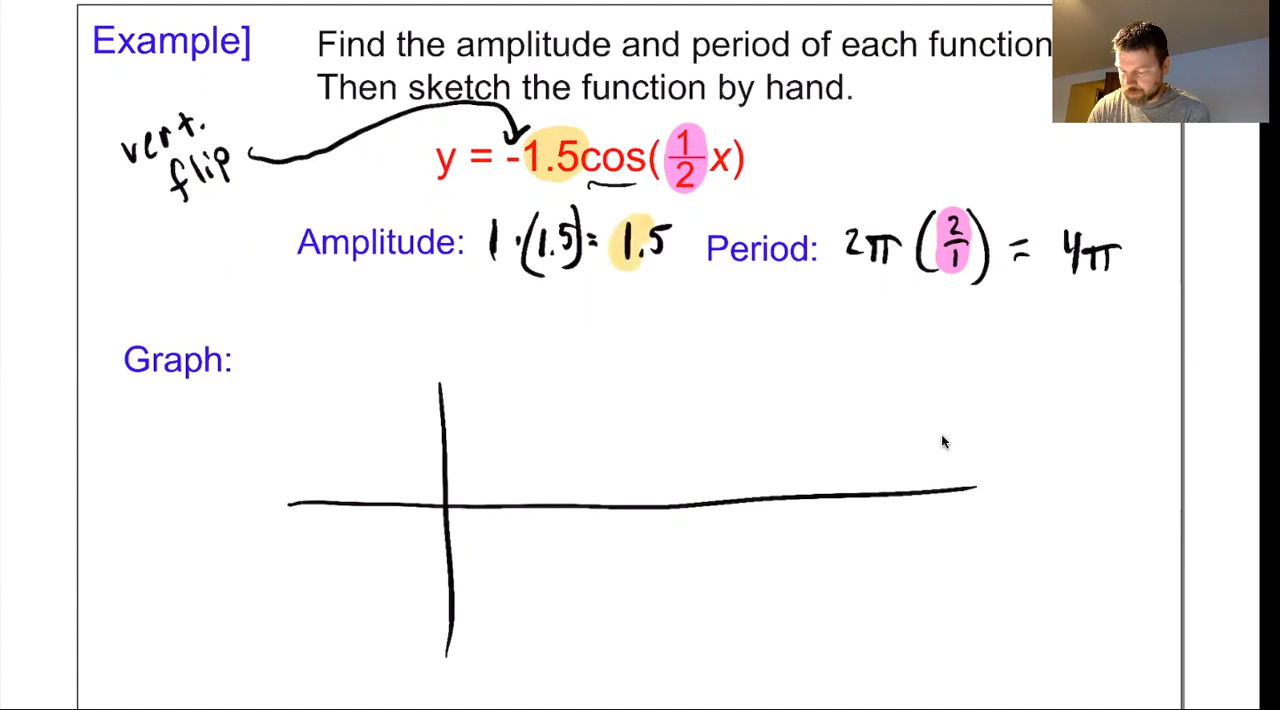 Example] Find the amplitude and period of each function
Then sketch the function by hand.
vert.
flip
y = -1.5cos(1/2 x)
Amplitude: 1·(1.5)= 1.5 Period: 2π (2/1) = 4π
Graph: